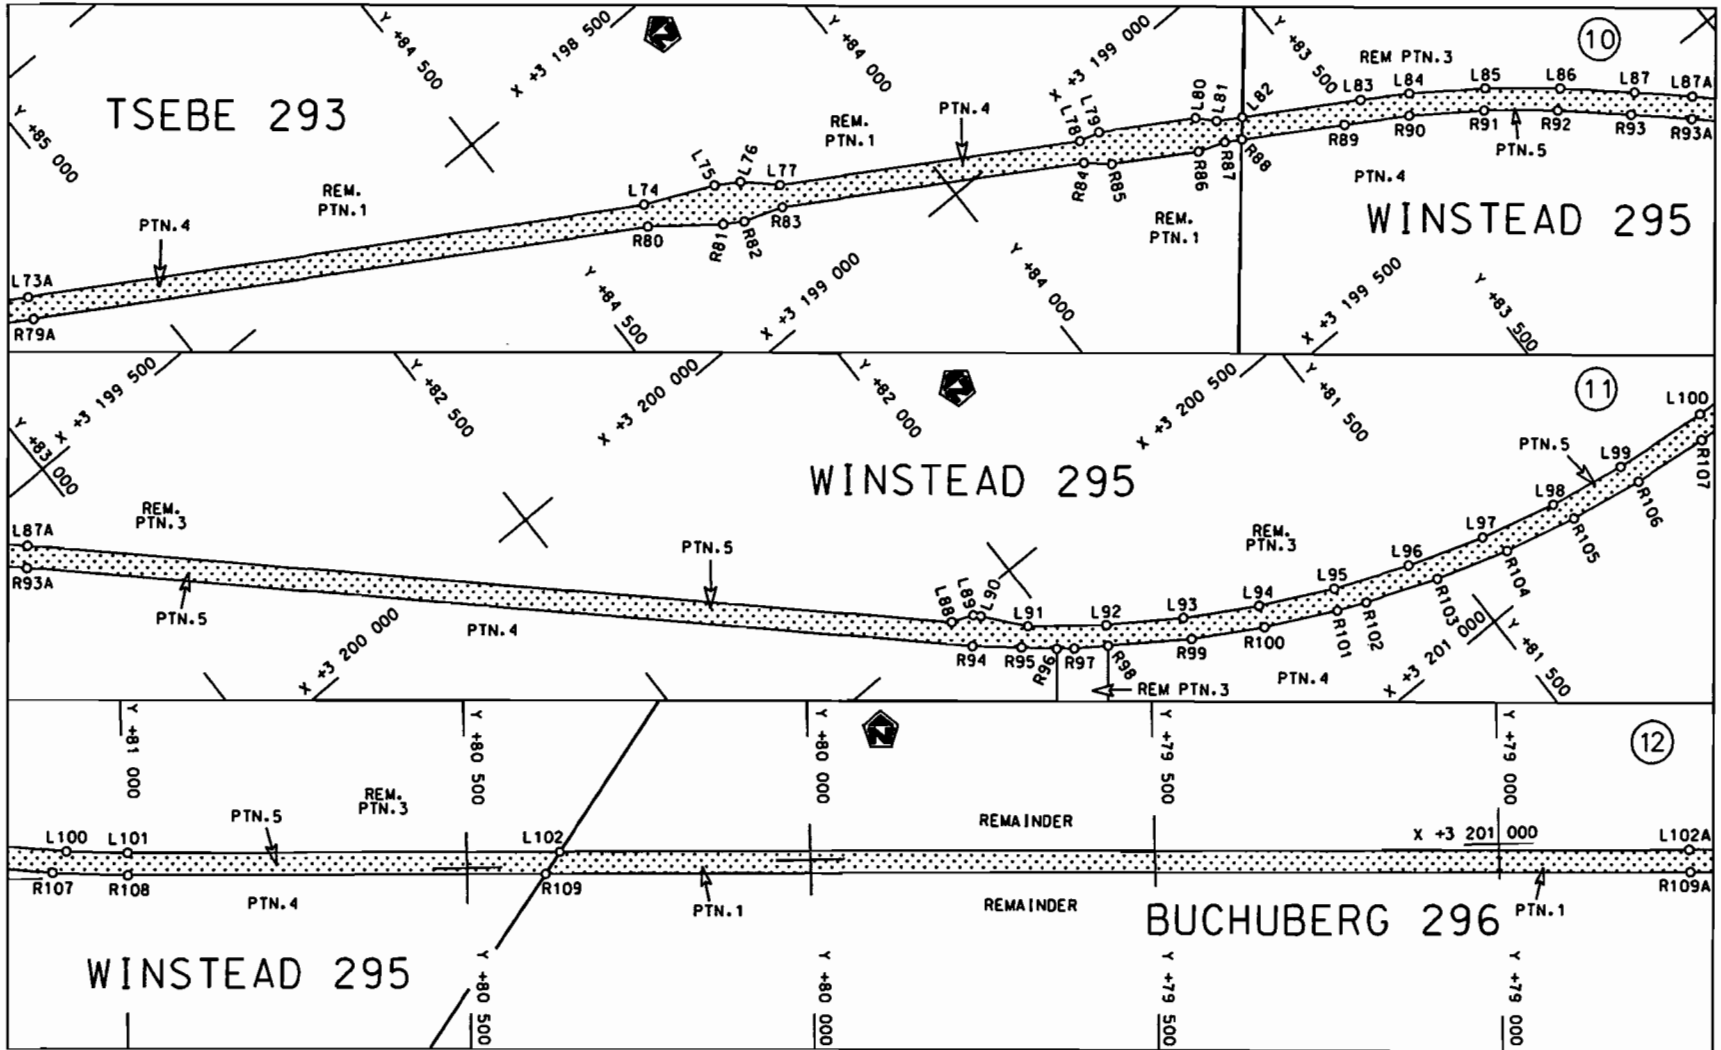 Y +84 500
X +3 198 500
N
Y +84 000
X +3 199 000
Y +83 500
10
REM PTN.3
TSEBE 293
Y +85 000
REM.
PTN.1
PTN.4
L73A
R79A
L74
L75
L76
L77
R80
R81
R82
R83
REM.
PTN.1
PTN.4
L78
L79
L80
L81
L82
R84
R85
R86
R87
R88
REM.
PTN.1
L83
L84
L85
L86
L87
L87A
R89
R90
R91
R92
R93
R93A
PTN.5
PTN.4
WINSTEAD 295
Y +84 500
X +3 199 000
Y +84 000
X +3 199 500
Y +83 500
X +3 199 500
Y +83 000
Y +82 500
X +3 200 000
Y +82 000
N
X +3 200 500
Y +81 500
11
WINSTEAD 295
REM.
PTN.3
L87A
R93A
PTN.5
PTN.4
PTN.5
X +3 200 000
L88
L89
L90
L91
L92
L93
L94
L95
L96
L97
L98
L99
L100
R94
R95
R96
R97
R98
R99
R100
R101
R102
R103
R104
R105
R106
R107
REM.
PTN.3
PTN.5
REM PTN.3
PTN.4
X +3 201 000
Y +81 500
Y +81 000
Y +80 500
Y +80 000
N
Y +79 500
Y +79 000
12
REM.
PTN.3
PTN.5
L100
L101
L102
REMAINDER
X +3 201 000
L102A
R107
R108
R109
R109A
PTN.4
PTN.1
REMAINDER
BUCHUBERG 296
PTN.1
WINSTEAD 295
Y +80 500
Y +80 000
Y +79 500
Y +79 000